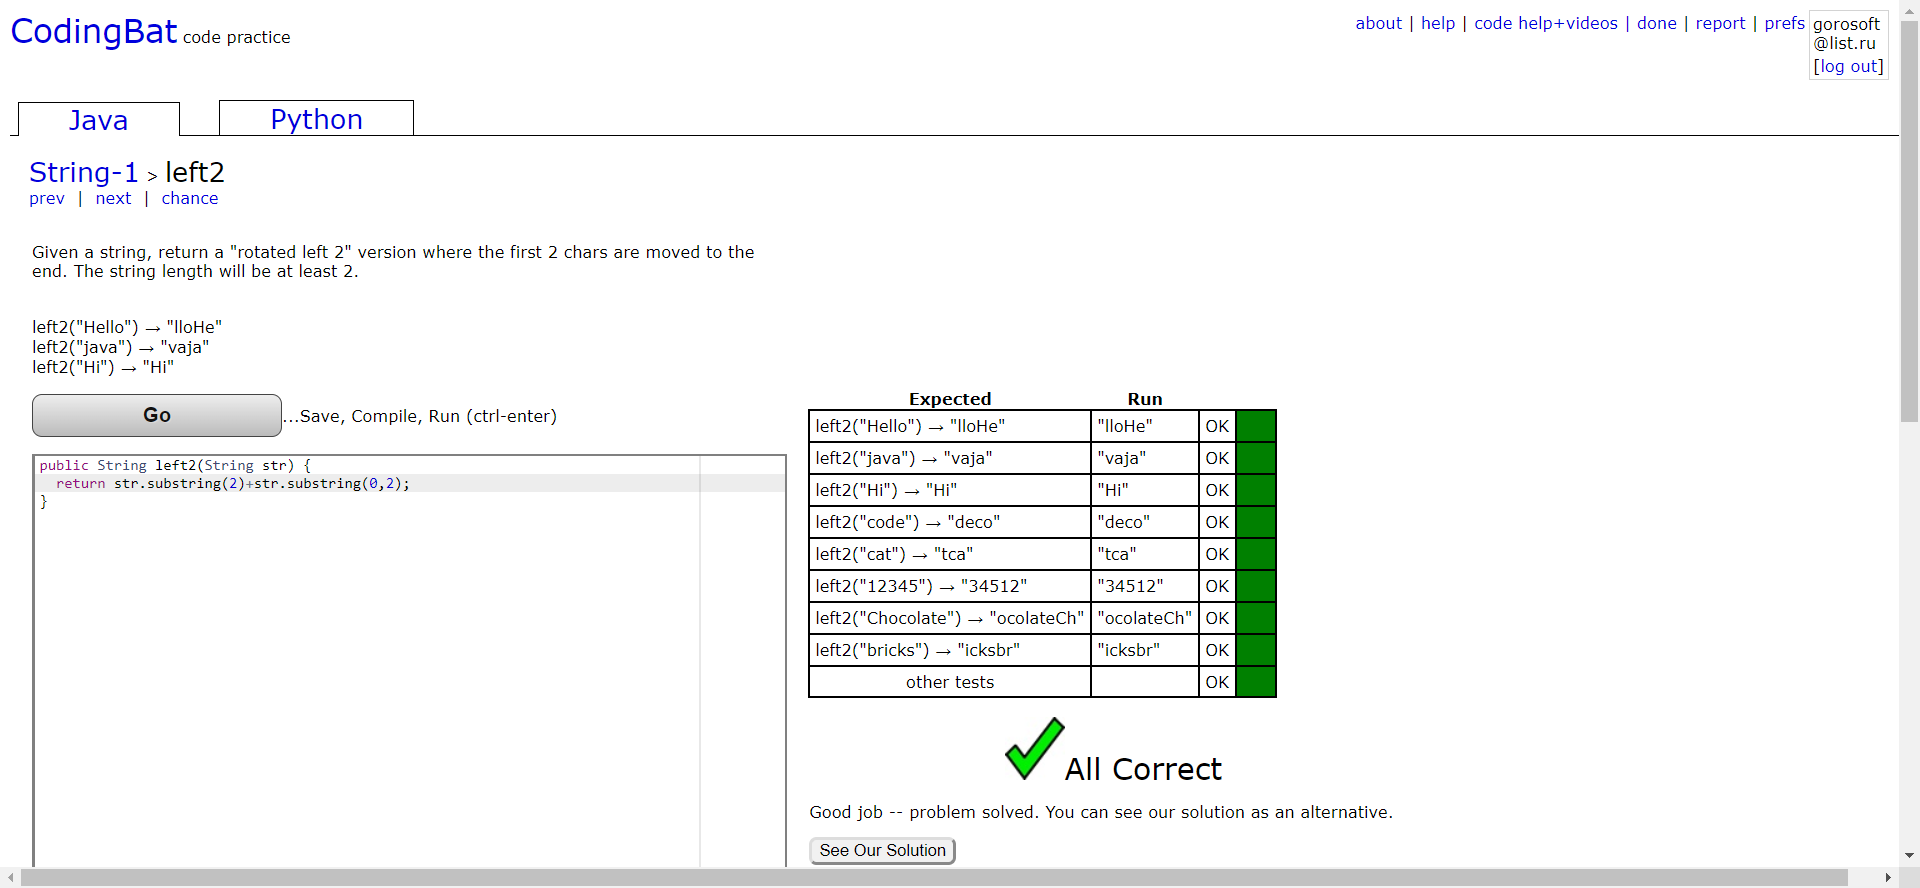 CodingBat code practice
about | help | code help+videos | done | report | prefs
gorosoft
@list.ru
[log out]
Java
Python
String-1 > left2
prev | next | chance
Given a string, return a "rotated left 2" version where the first 2 chars are moved to the
end. The string length will be at least 2.
left2("Hello") → "lloHe"
left2("java") → "vaja"
left2("Hi") → "Hi"
Go
...Save, Compile, Run (ctrl-enter)
public String left2(String str) {
  return str.substring(2)+str.substring(0,2);
}
Expected Run
left2("Hello") → "lloHe" "lloHe" OK
left2("java") → "vaja" "vaja" OK
left2("Hi") → "Hi" "Hi" OK
left2("code") → "deco" "deco" OK
left2("cat") → "tca" "tca" OK
left2("12345") → "34512" "34512" OK
left2("Chocolate") → "ocolateCh" "ocolateCh" OK
left2("bricks") → "icksbr" "icksbr" OK
other tests OK
All Correct
Good job -- problem solved. You can see our solution as an alternative.
See Our Solution